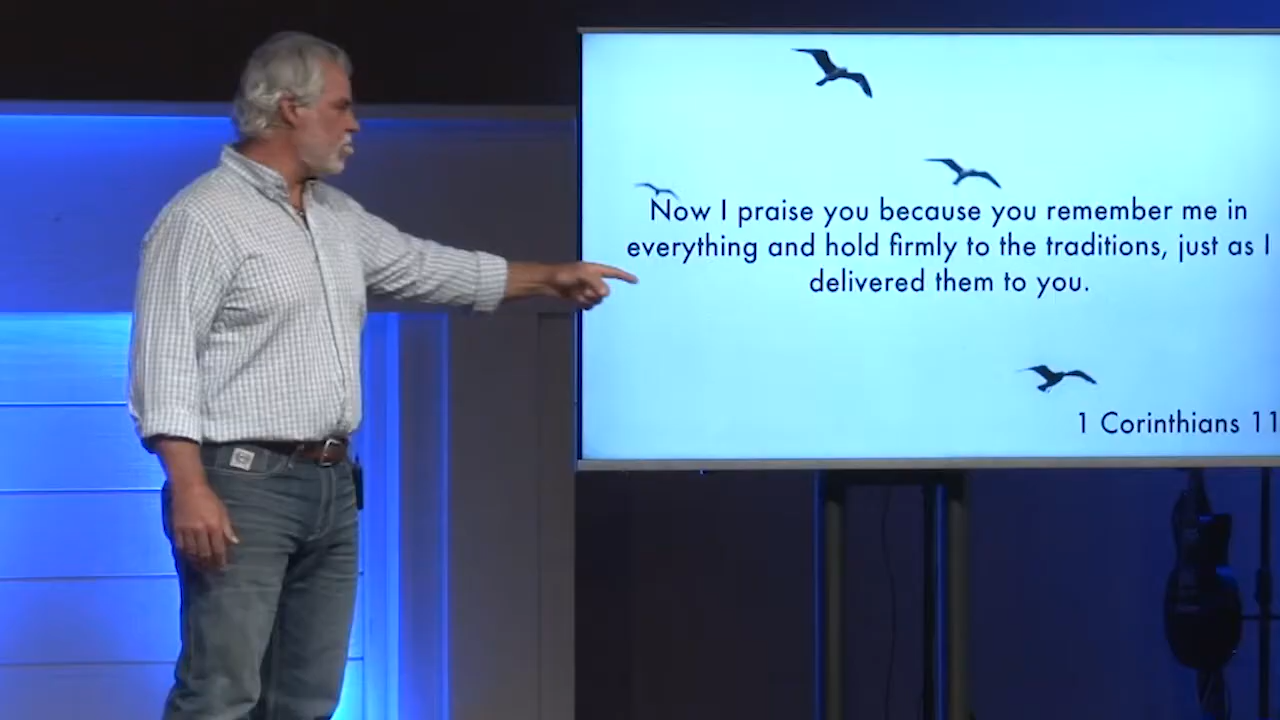 Now I praise you because you remember me in
everything and hold firmly to the traditions, just as I
delivered them to you.
1 Corinthians 11